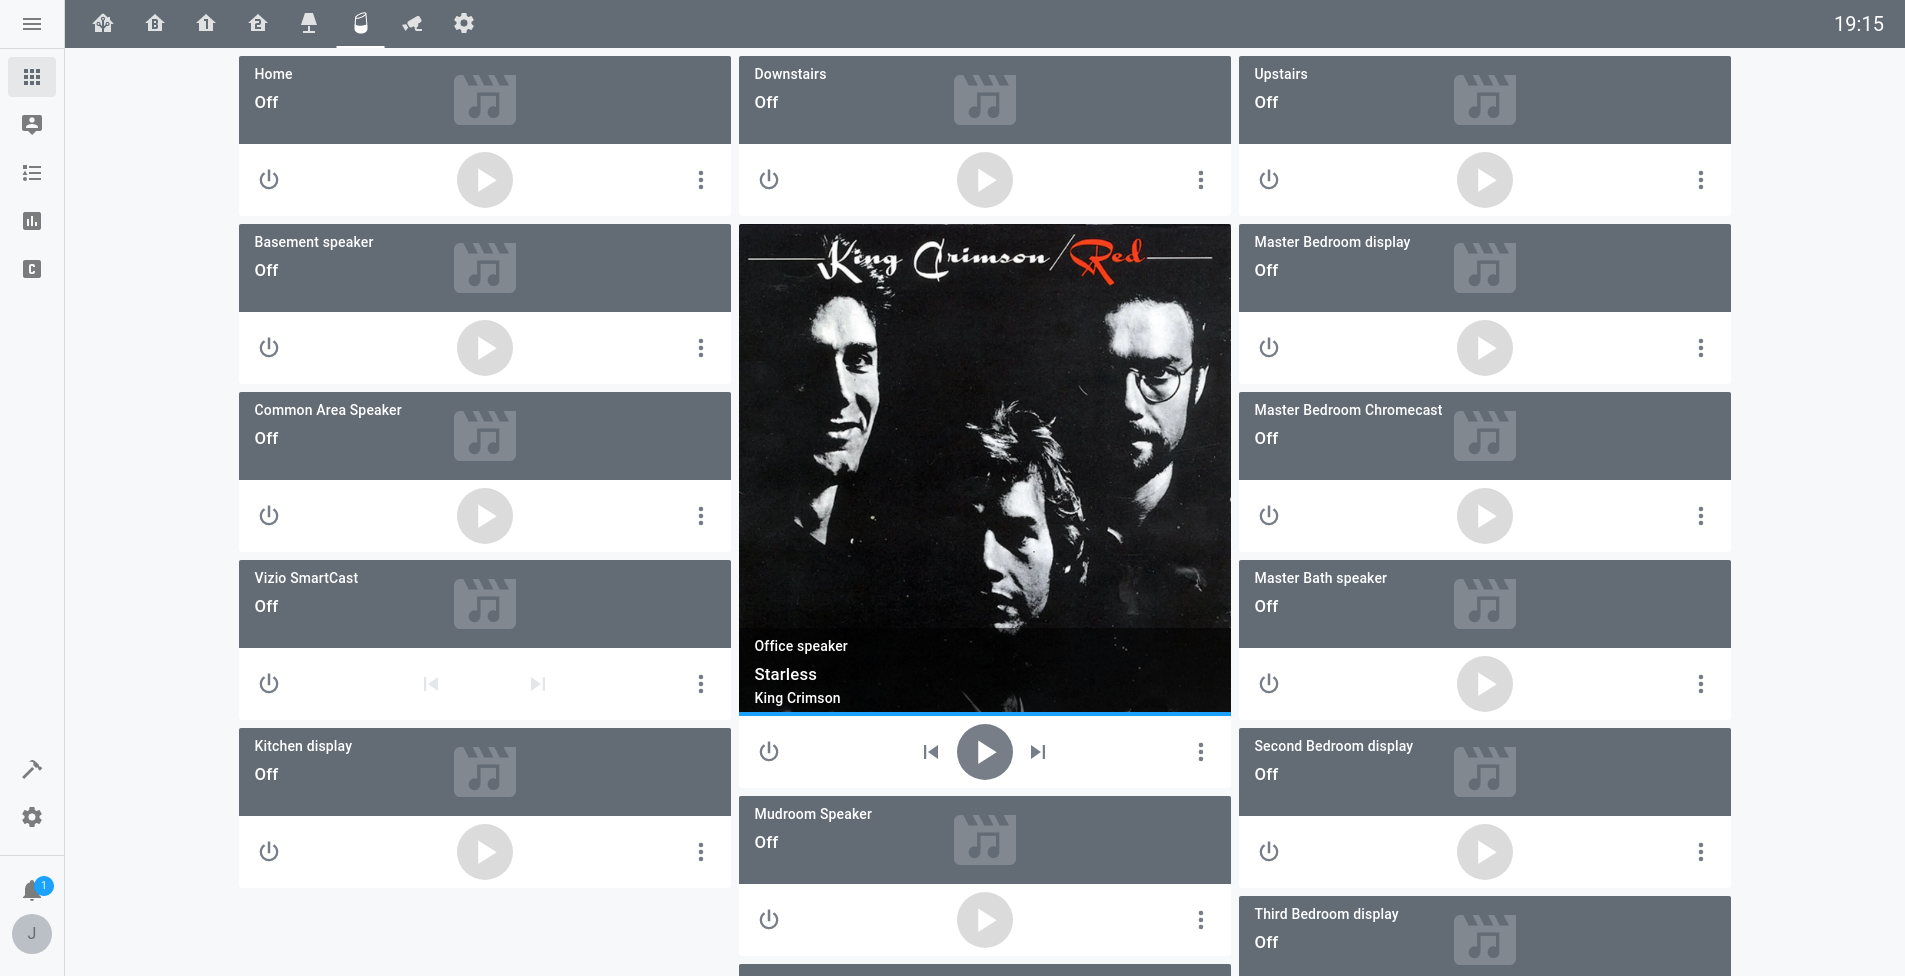 19:15
Home
Off
Downstairs
Off
Upstairs
Off
Basement speaker
Off
King Crimson/Red
Master Bedroom display
Off
Common Area Speaker
Off
Master Bedroom Chromecast
Off
Vizio SmartCast
Off
Master Bath speaker
Off
Office speaker
Starless
King Crimson
Kitchen display
Off
Second Bedroom display
Off
Mudroom Speaker
Off
Third Bedroom display
Off
B
1
2
C
1
J